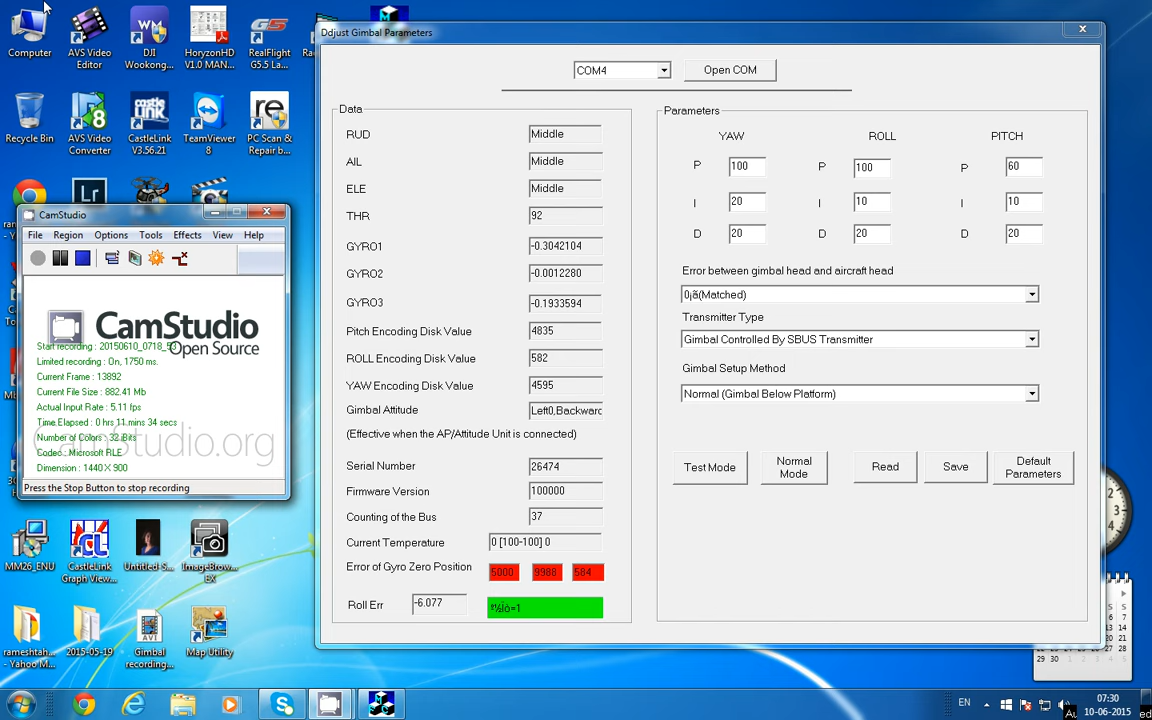 Computer
AVS Video
Editor
DJI
Wookong...
HoryzonHD
V1.0 MAN...
RealFlight
G5.5 La...
Recycle Bin
AVS Video
Converter
CastleLink
V3.56.21
TeamViewer
8
PC Scan &
Repair b...
CamStudio
File Region Options Tools Effects View Help
CamStudio
Open Source
CamStudio.org
Start recording : 20150610_0718_53
Limited recording : On, 1750 ms.
Current Frame : 13892
Current File Size : 882.41 Mb
Actual Input Rate : 5.11 fps
Time Elapsed : 0 hrs 11 mins 34 secs
Number of Colors : 32 Bits
Codec : Microsoft RLE
Dimension : 1440 X 900
Press the Stop Button to stop recording
MM26_ENU
CastleLink
Graph View...
Untitled-S...
ImageBrow...
EX
rameshtah...
- Yahoo M...
2015-05-19
Gimbal
recording...
Map Utility
Ddjust Gimbal Parameters
COM4 Open COM
Data
RUD Middle
AIL Middle
ELE Middle
THR 92
GYRO1 -0.3042104
GYRO2 -0.0012280
GYRO3 -0.1933594
Pitch Encoding Disk Value 4835
ROLL Encoding Disk Value 582
YAW Encoding Disk Value 4595
Gimbal Attitude Left0,Backwarc
(Effective when the AP/Attitude Unit is connected)
Serial Number 26474
Firmware Version 100000
Counting of the Bus 37
Current Temperature 0 [100-100] 0
Error of Gyro Zero Position 5000 9988 584
Roll Err -6.077
Parameters
YAW ROLL PITCH
P 100 P 100 P 60
I 20 I 10 I 10
D 20 D 20 D 20
Error between gimbal head and aircraft head
0¡ã(Matched)
Transmitter Type
Gimbal Controlled By SBUS Transmitter
Gimbal Setup Method
Normal (Gimbal Below Platform)
Test Mode
Normal
Mode
Read
Save
Default
Parameters
EN
07:30
10-06-2015